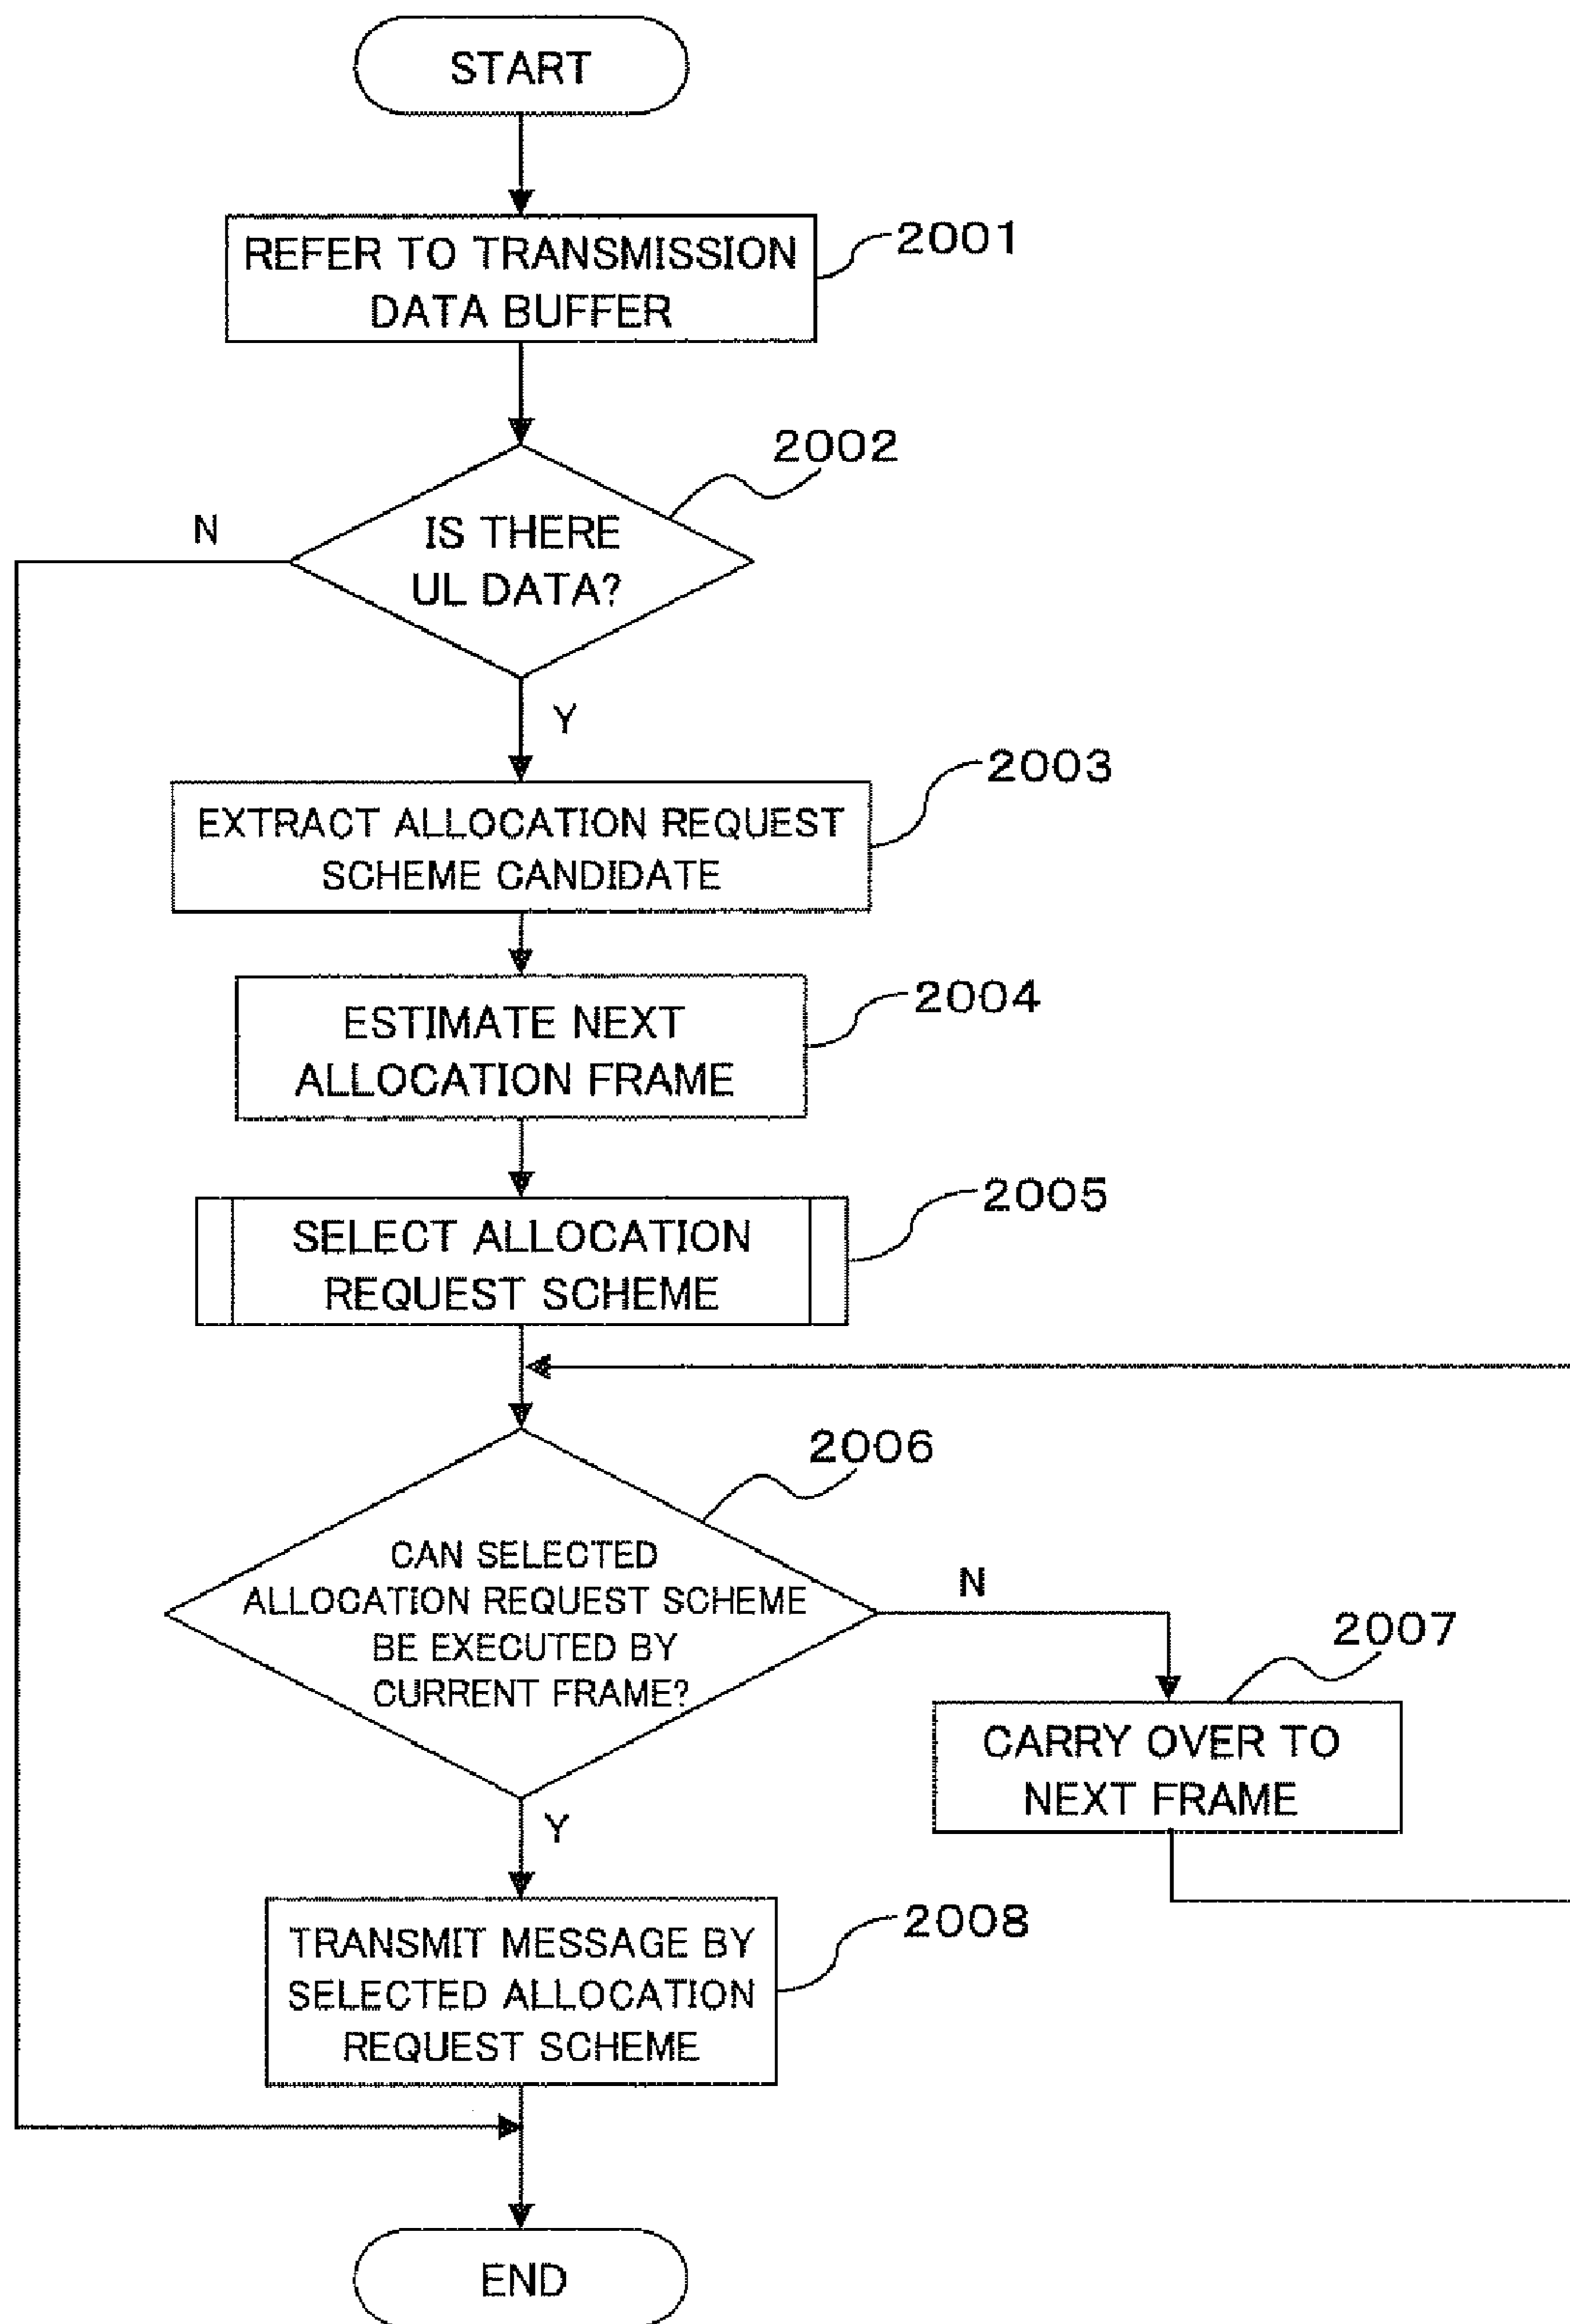 START
REFER TO TRANSMISSION
DATA BUFFER
2001
2002
IS THERE
UL DATA?
N
Y
2003
EXTRACT ALLOCATION REQUEST
SCHEME CANDIDATE
2004
ESTIMATE NEXT
ALLOCATION FRAME
2005
SELECT ALLOCATION
REQUEST SCHEME
2006
CAN SELECTED
ALLOCATION REQUEST SCHEME
BE EXECUTED BY
CURRENT FRAME?
N
2007
CARRY OVER TO
NEXT FRAME
Y
2008
TRANSMIT MESSAGE BY
SELECTED ALLOCATION
REQUEST SCHEME
END